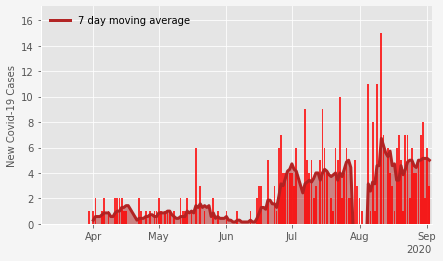 7 day moving average
New Covid-19 Cases
16
14
12
10
8
6
4
2
0
Apr
May
Jun
Jul
Aug
Sep
2020